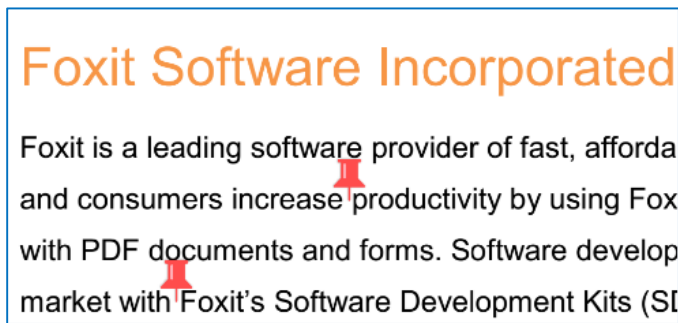 Foxit Software Incorporated
Foxit is a leading software provider of fast, afforda
and consumers increase productivity by using Fox
with PDF documents and forms. Software develop
market with Foxit's Software Development Kits (SD